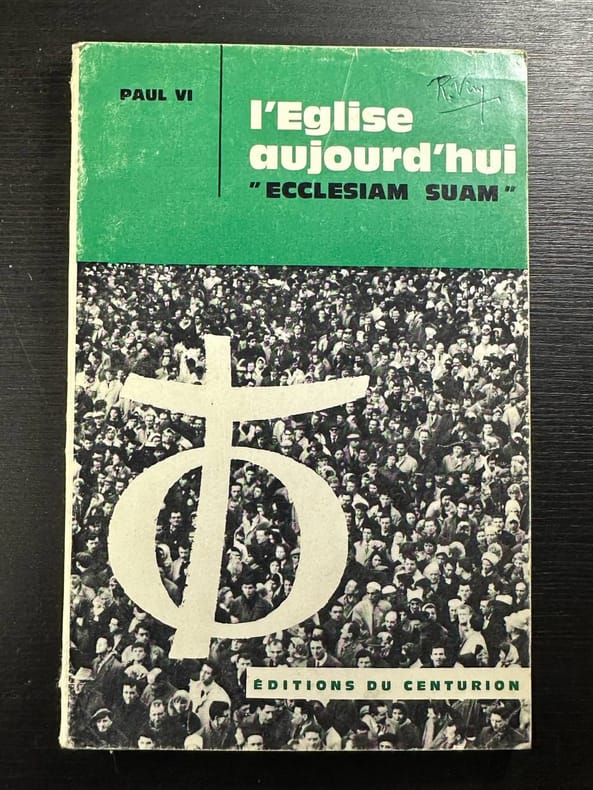 PAUL VI
l'Eglise
aujourd'hui
"ECCLESIAM SUAM"
ÉDITIONS DU CENTURION